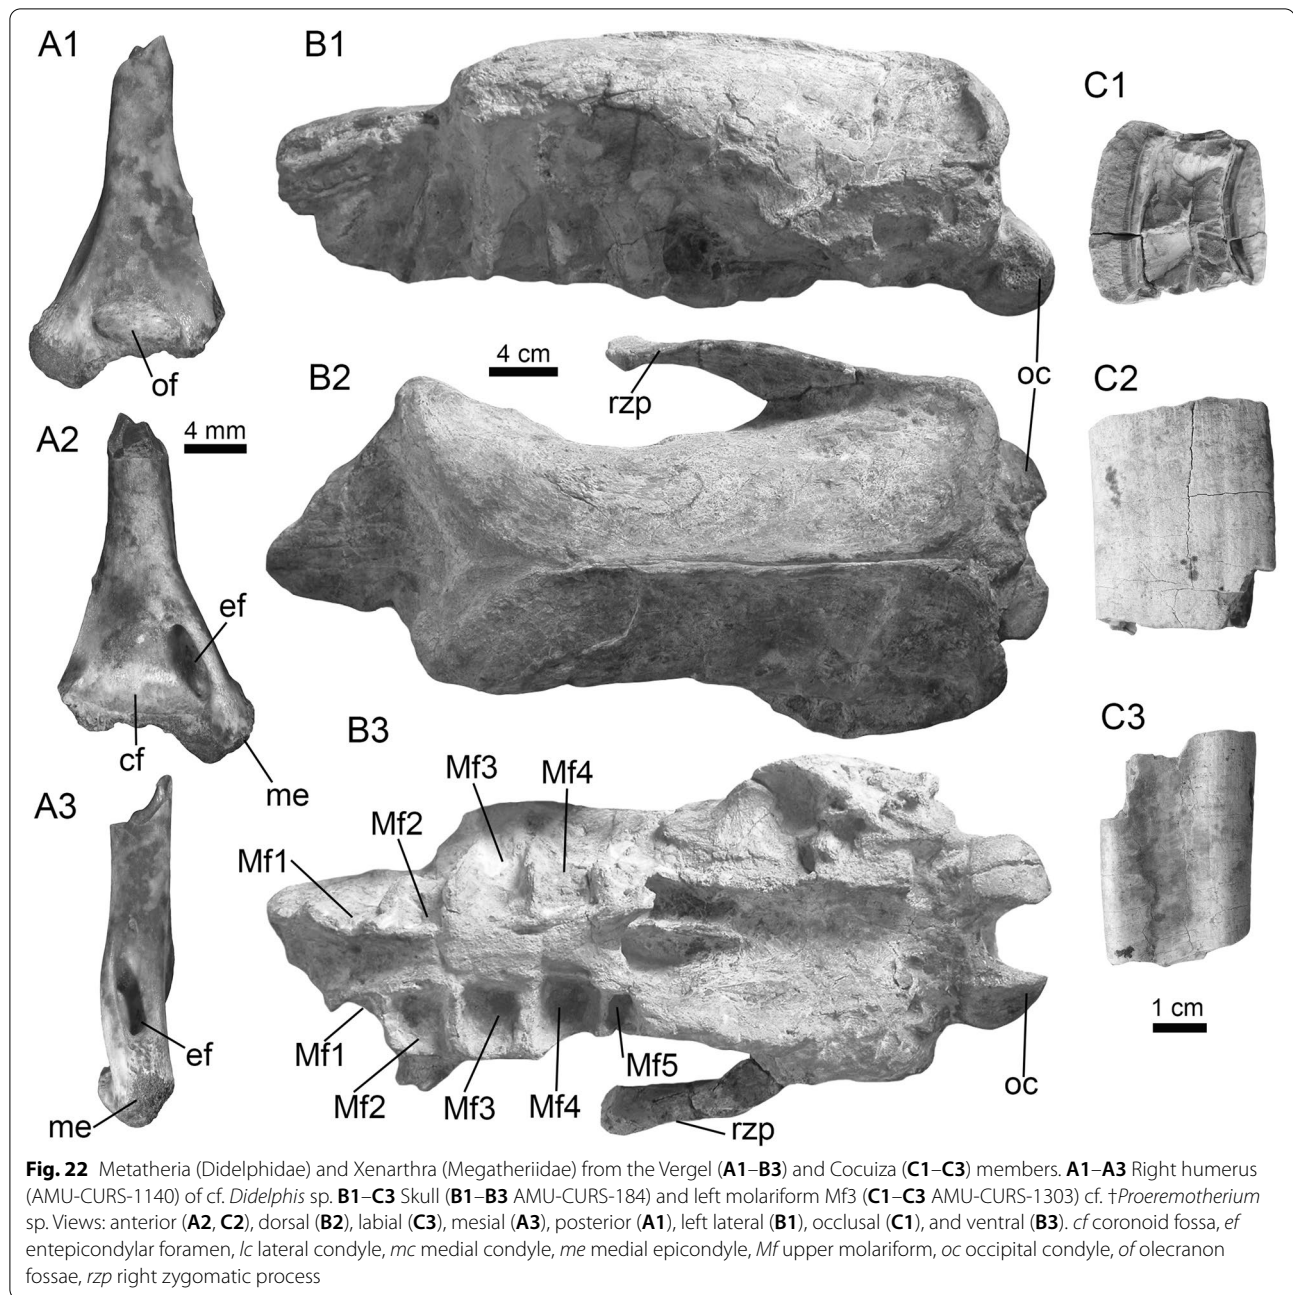 A1
B1
C1
of
4 cm
rzp
oc
B2
C2
A2
4 mm
ef
cf
me
B3
C3
Mf3
Mf4
Mf2
Mf1
A3
ef
me
Mf1
Mf2
Mf3
Mf4
Mf5
rzp
oc
1 cm
Fig. 22 Metatheria (Didelphidae) and Xenarthra (Megatheriidae) from the Vergel (A1–B3) and Cocuiza (C1–C3) members. A1–A3 Right humerus
(AMU-CURS-1140) of cf. Didelphis sp. B1–C3 Skull (B1–B3 AMU-CURS-184) and left molariform Mf3 (C1–C3 AMU-CURS-1303) cf. †Proeremotherium
sp. Views: anterior (A2, C2), dorsal (B2), labial (C3), mesial (A3), posterior (A1), left lateral (B1), occlusal (C1), and ventral (B3). cf coronoid fossa, ef
entepicondylar foramen, lc lateral condyle, mc medial condyle, me medial epicondyle, Mf upper molariform, oc occipital condyle, of olecranon
fossae, rzp right zygomatic process